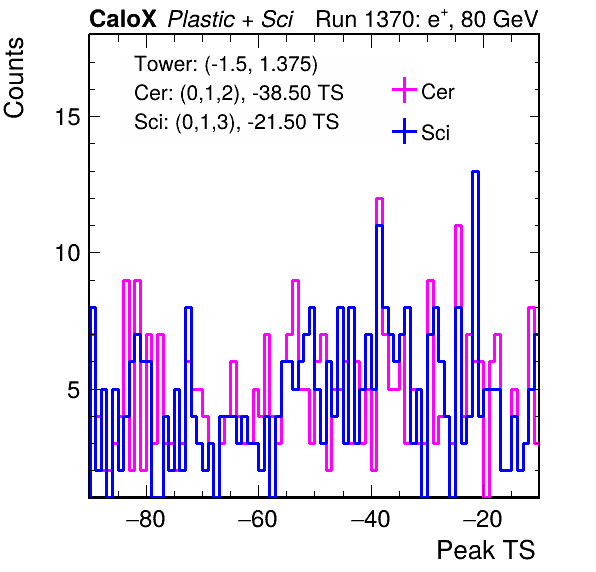 CaloX Plastic + Sci Run 1370: e⁺, 80 GeV
Counts
Tower: (-1.5, 1.375)
Cer: (0,1,2), -38.50 TS
Sci: (0,1,3), -21.50 TS
Cer
Sci
15
10
5
−80 −60 −40 −20
Peak TS